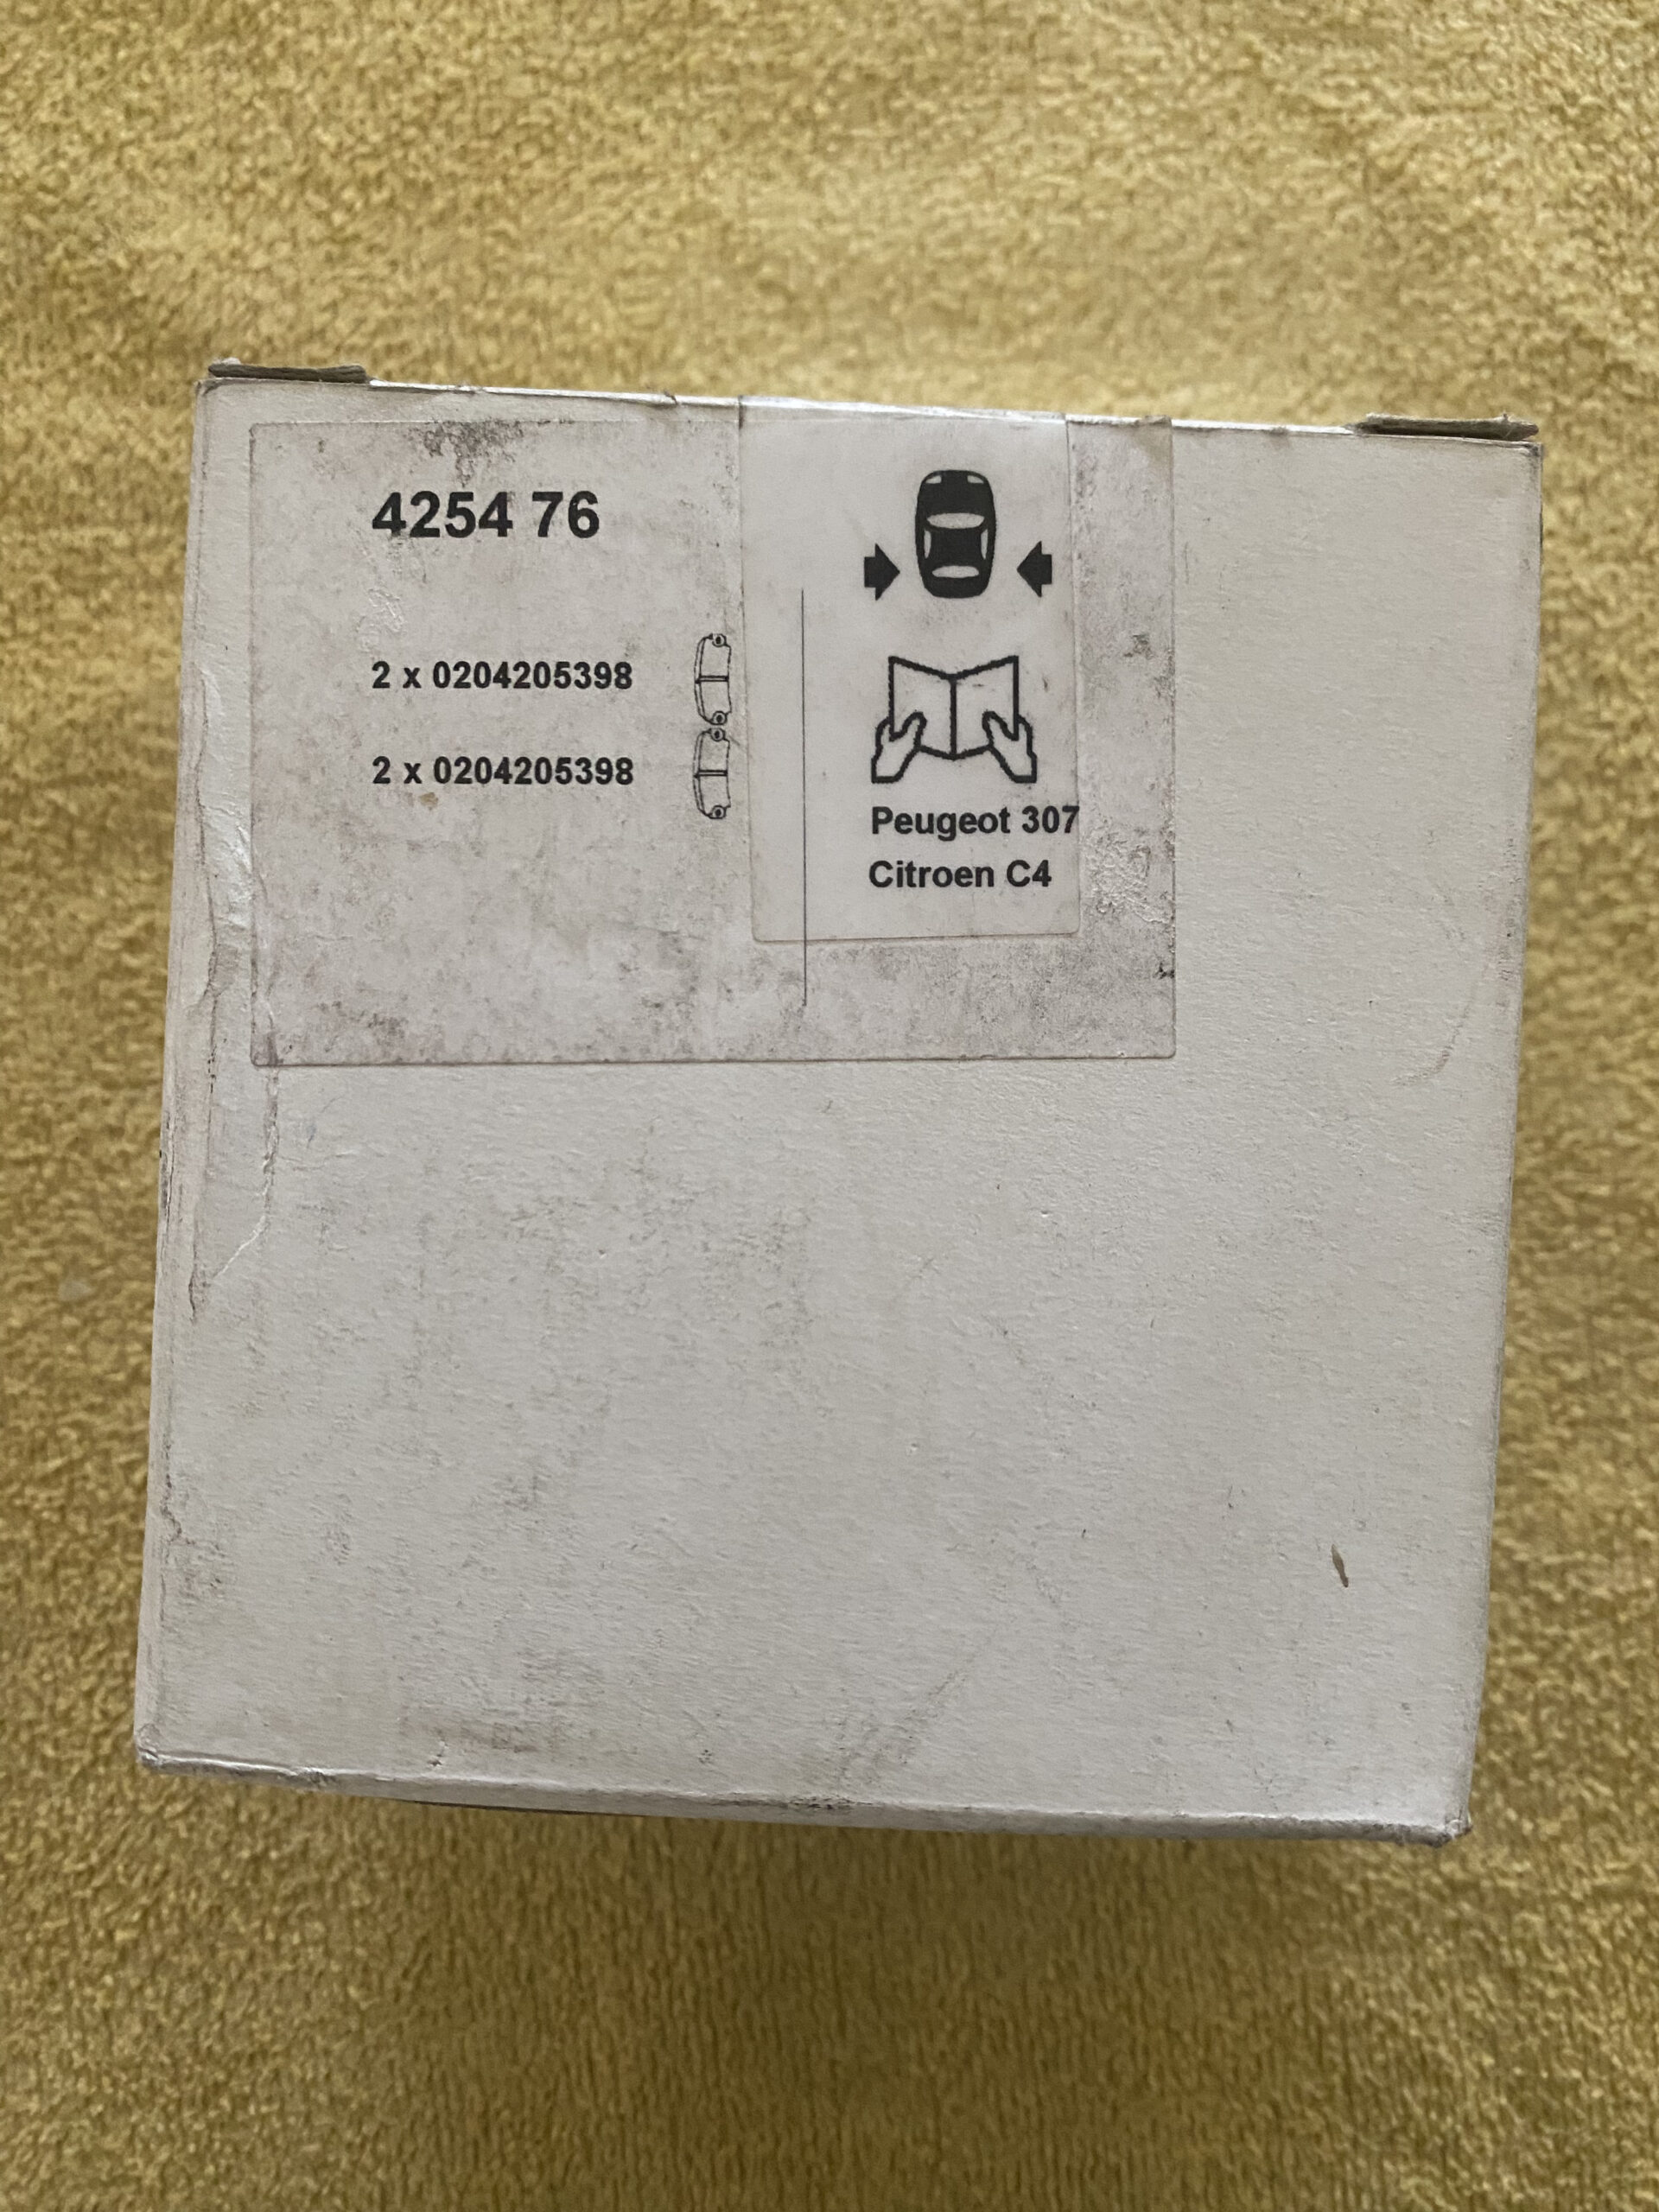 4254 76
2 x 0204205398
2 x 0204205398
Peugeot 307
Citroen C4